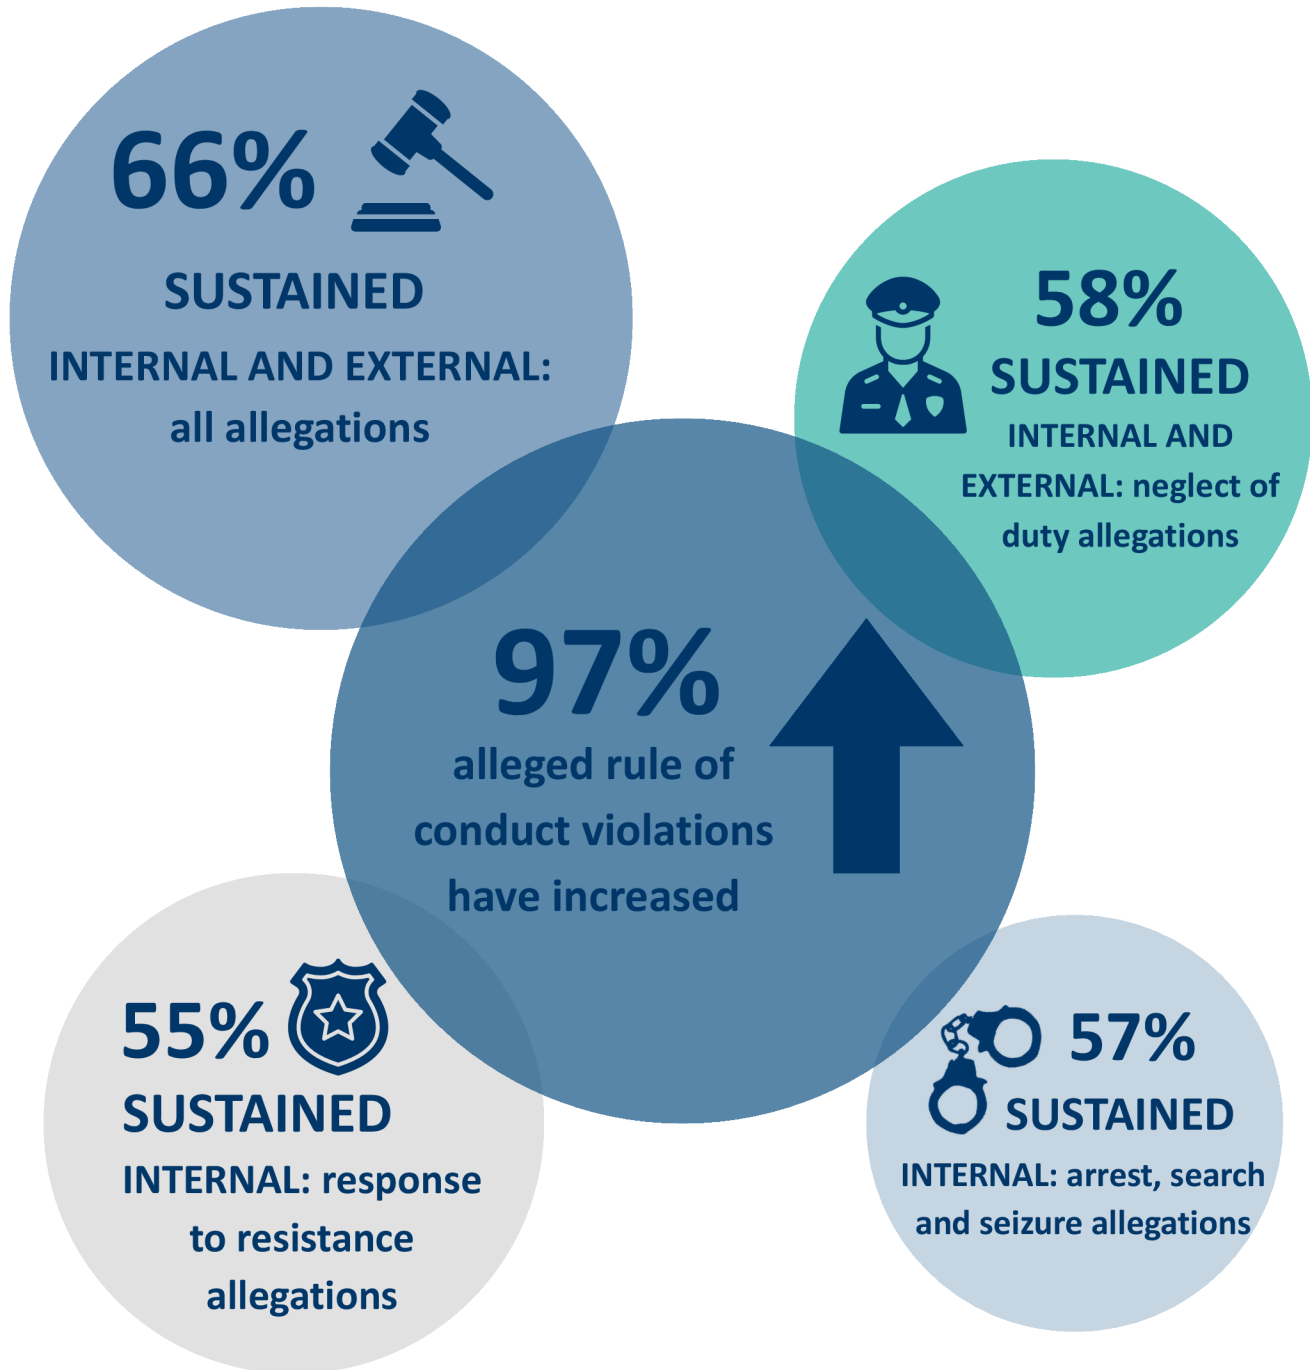 66%
SUSTAINED
INTERNAL AND EXTERNAL:
all allegations
58%
SUSTAINED
INTERNAL AND
EXTERNAL: neglect of
duty allegations
97%
alleged rule of
conduct violations
have increased
55%
SUSTAINED
INTERNAL: response
to resistance
allegations
57%
SUSTAINED
INTERNAL: arrest, search
and seizure allegations